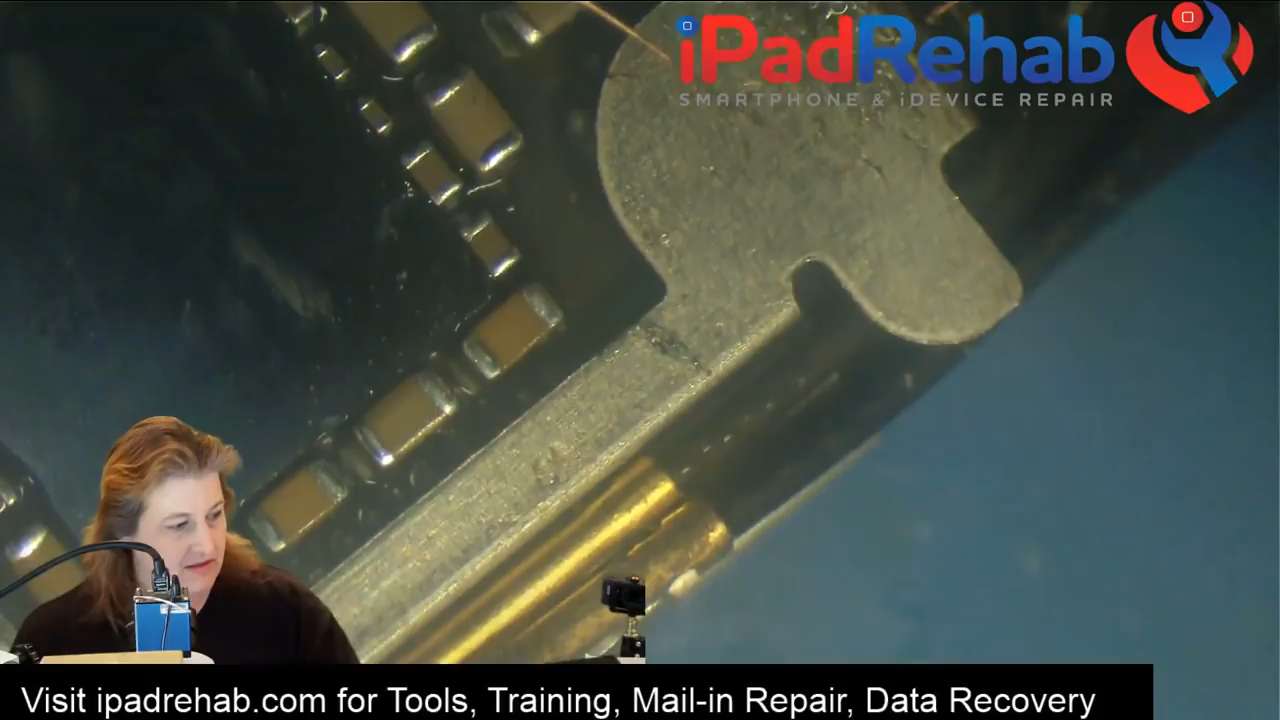 iPadRehab
SMARTPHONE & iDEVICE REPAIR
Visit ipadrehab.com for Tools, Training, Mail-in Repair, Data Recovery